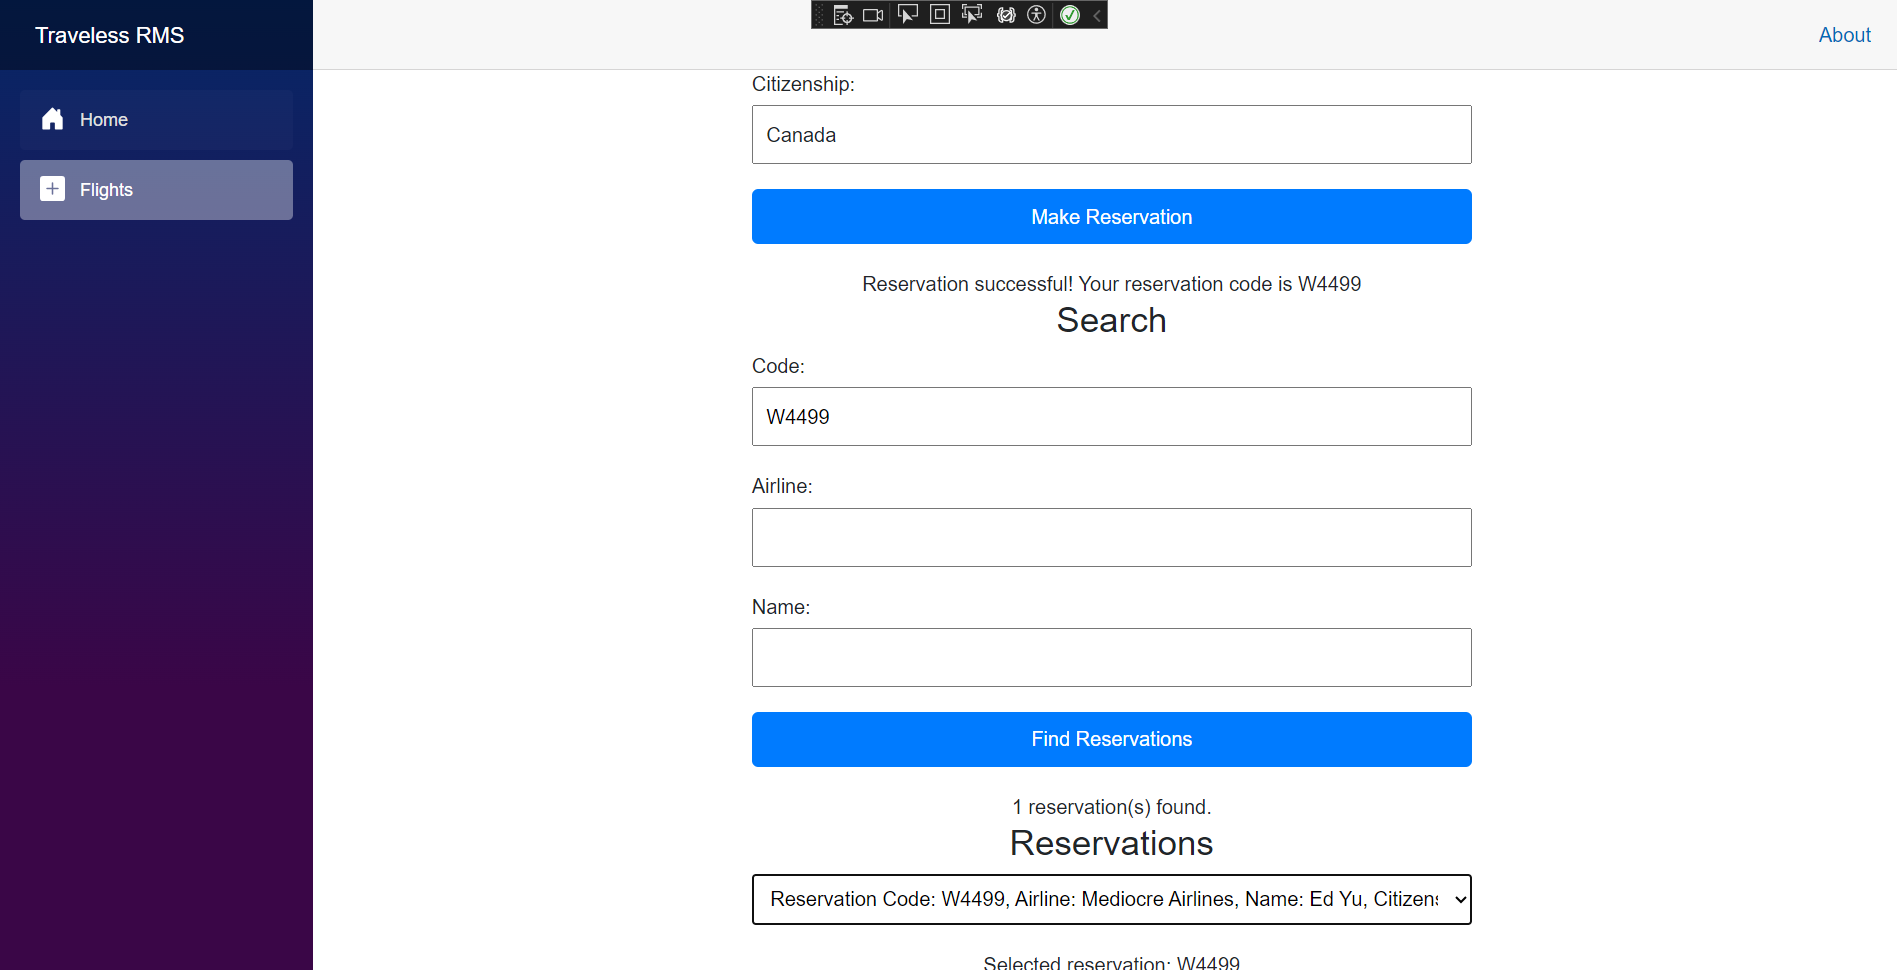 Traveless RMS
About
Home
Flights
Citizenship:
Canada
Make Reservation
Reservation successful! Your reservation code is W4499
Search
Code:
W4499
Airline:
Name:
Find Reservations
1 reservation(s) found.
Reservations
Reservation Code: W4499, Airline: Mediocre Airlines, Name: Ed Yu, Citizens
Selected reservation: W4499